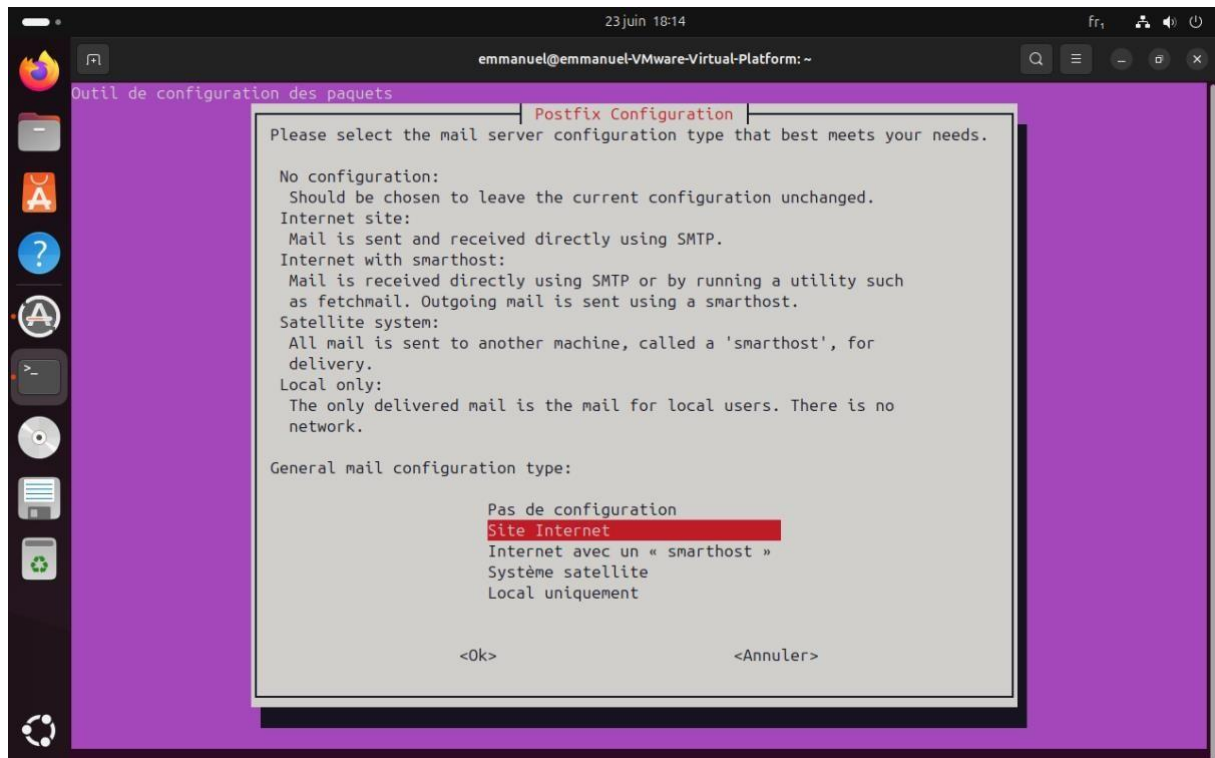 23 juin 18:14
fr₁
emmanuel@emmanuel-VMware-Virtual-Platform: ~
Outil de configuration des paquets
Postfix Configuration
Please select the mail server configuration type that best meets your needs.
No configuration:
Should be chosen to leave the current configuration unchanged.
Internet site:
Mail is sent and received directly using SMTP.
Internet with smarthost:
Mail is received directly using SMTP or by running a utility such
as fetchmail. Outgoing mail is sent using a smarthost.
Satellite system:
All mail is sent to another machine, called a 'smarthost', for
delivery.
Local only:
The only delivered mail is the mail for local users. There is no
network.
General mail configuration type:
Pas de configuration
Site Internet
Internet avec un « smarthost »
Système satellite
Local uniquement
<Ok> <Annuler>